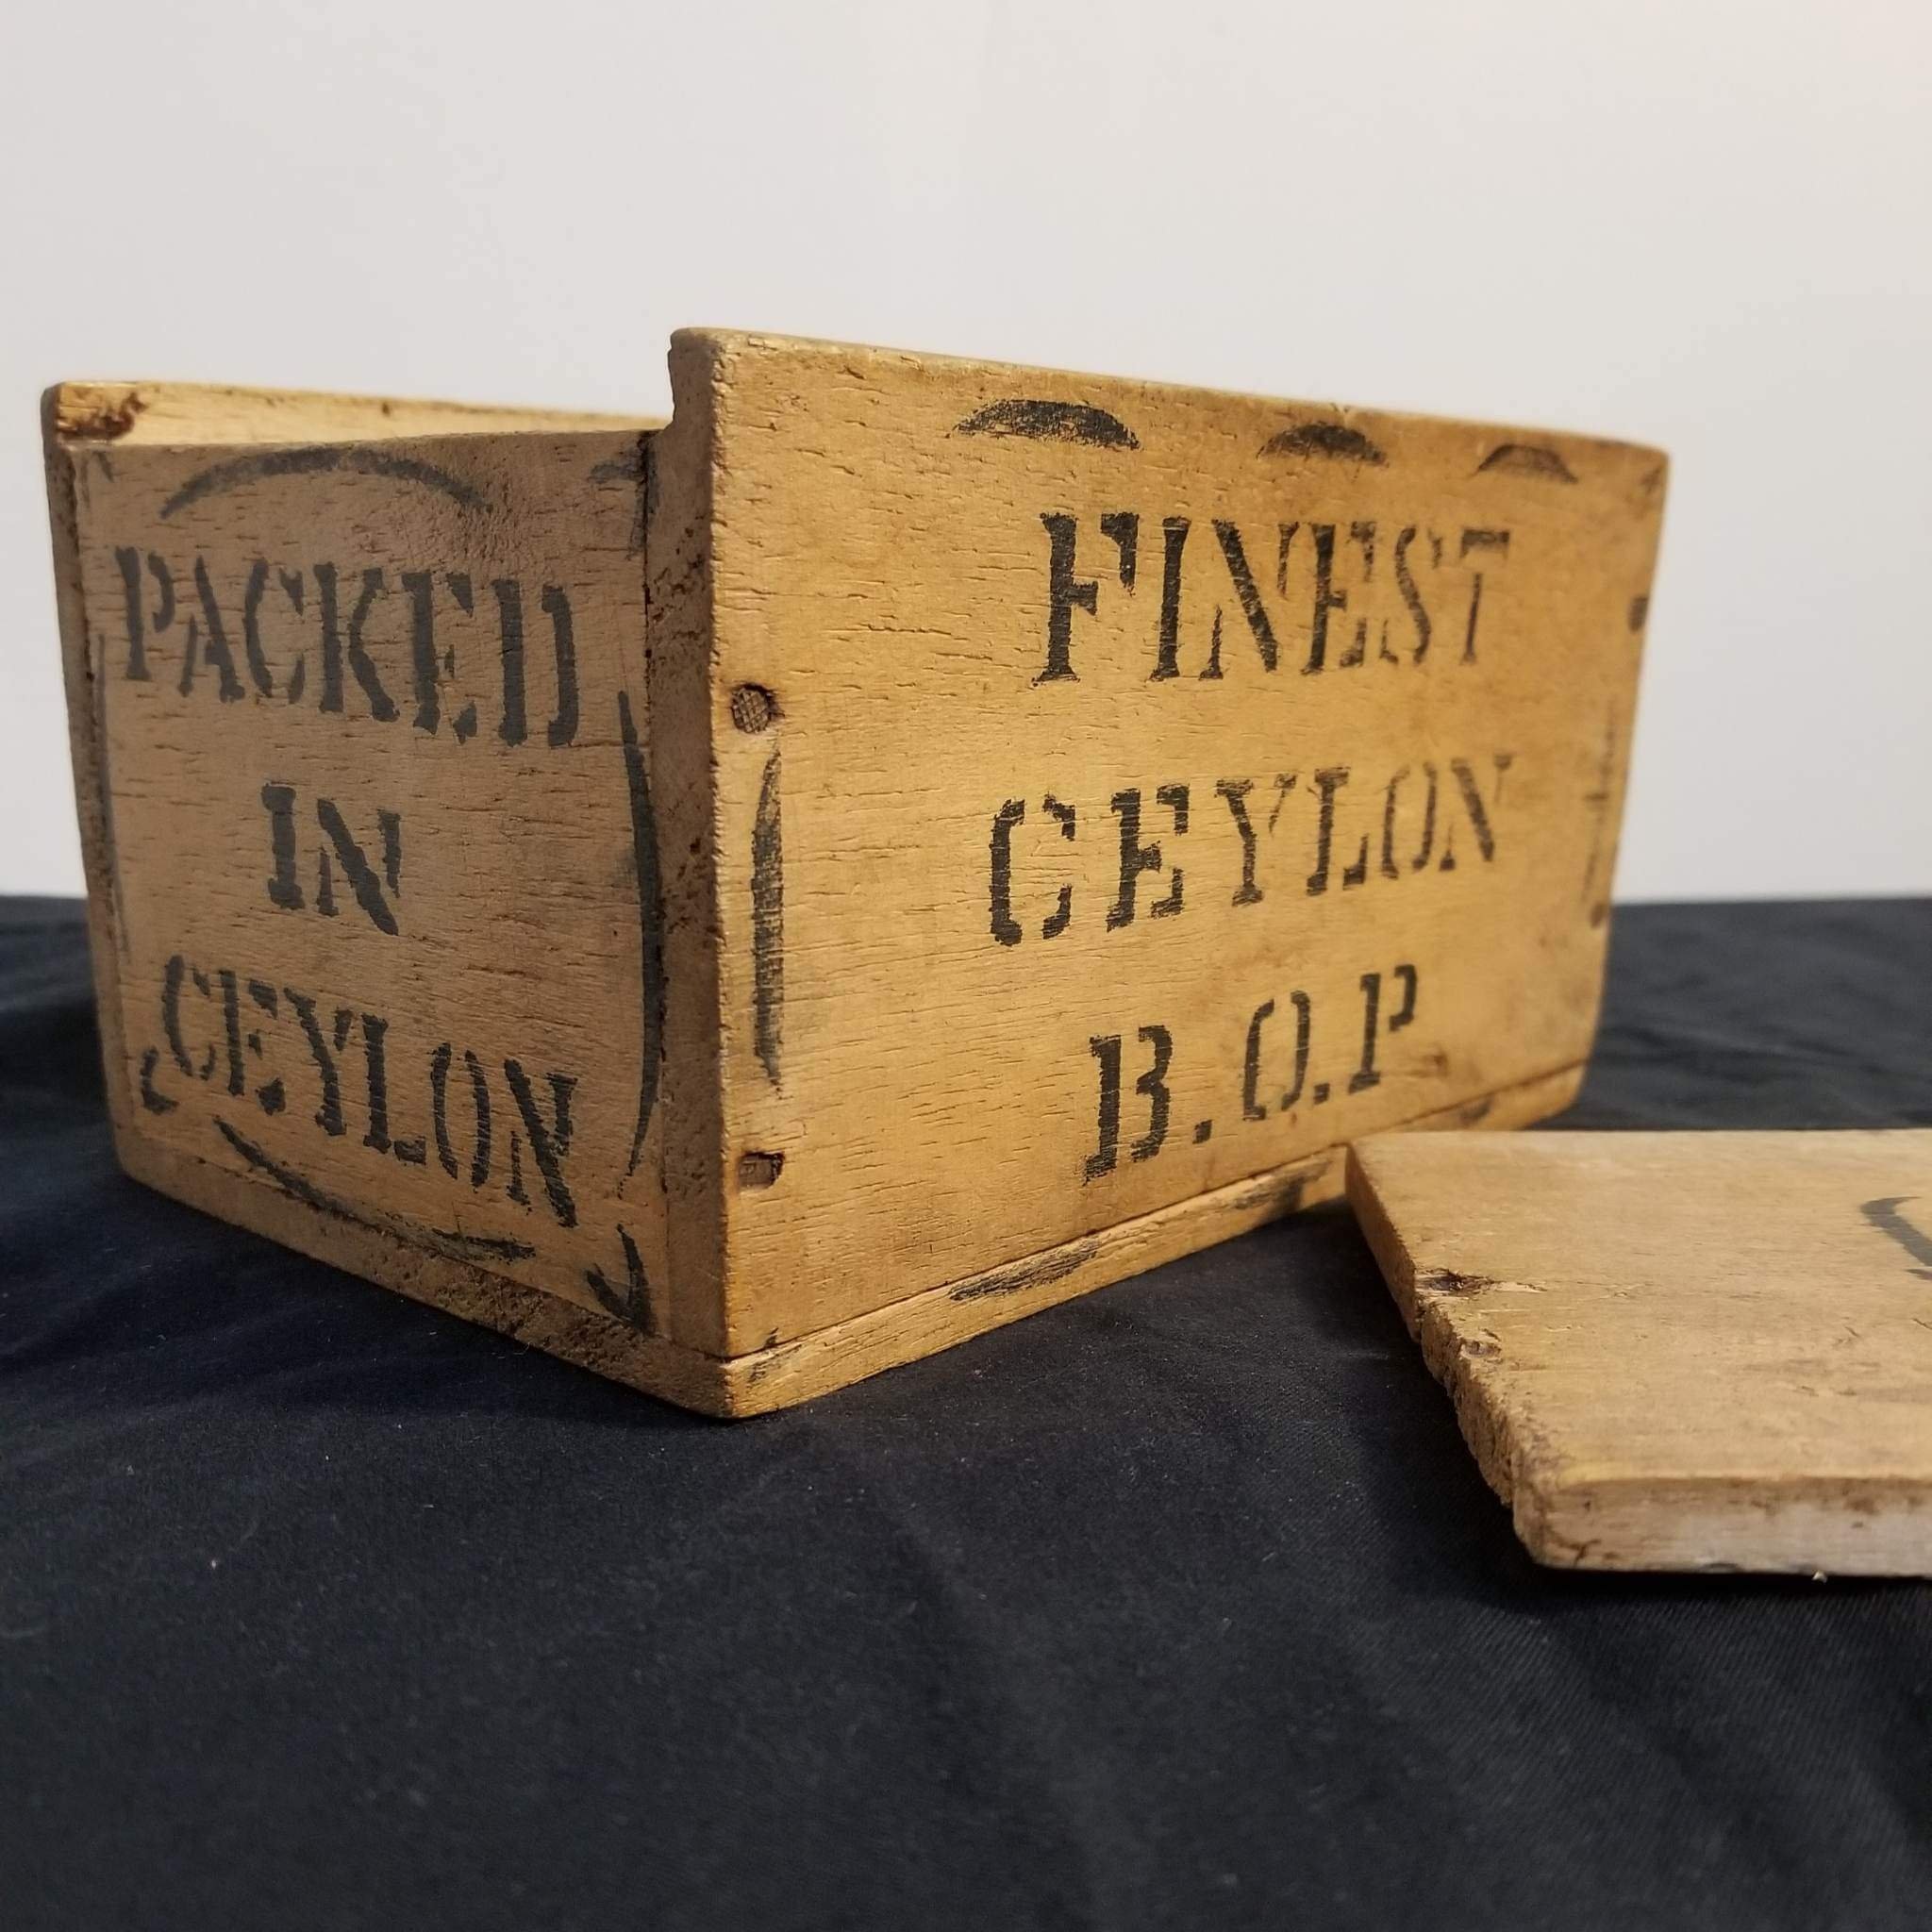 PACKED
IN
CEYLON
FINEST
CEYLON
B.O.P